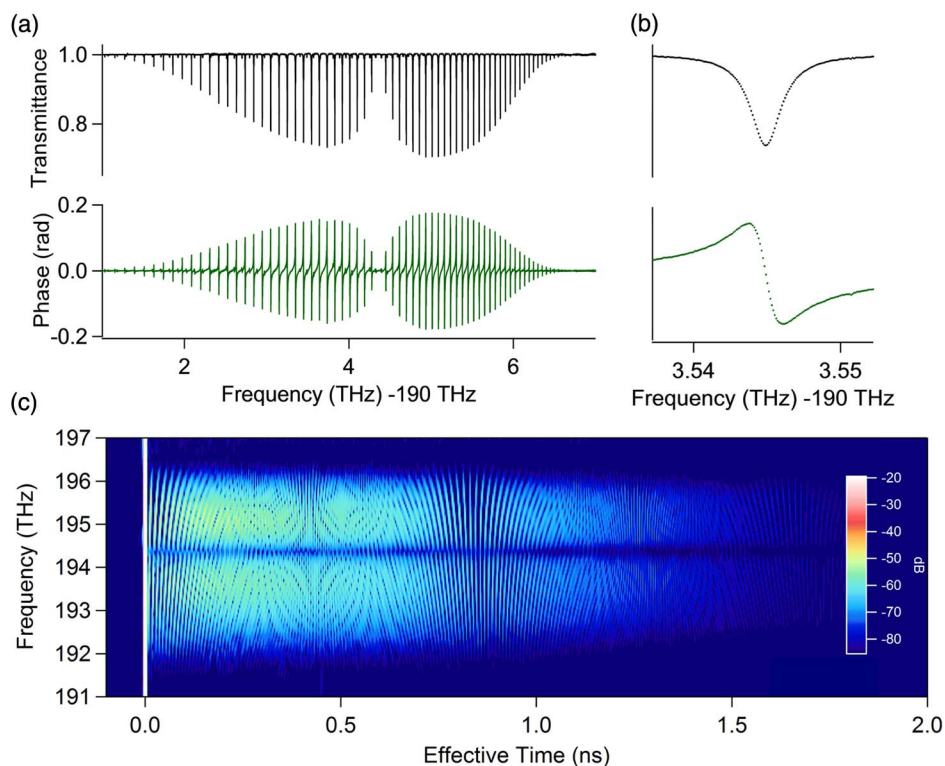 (a)
(b)
Transmittance
1.0
0.8
Phase (rad)
0.2
0.0
-0.2
2
4
6
Frequency (THz) -190 THz
3.54
3.55
Frequency (THz) -190 THz
(c)
Frequency (THz)
197
196
195
194
193
192
191
0.0
0.5
1.0
1.5
2.0
Effective Time (ns)
-20
-30
-40
-50
-60
-70
-80
dB